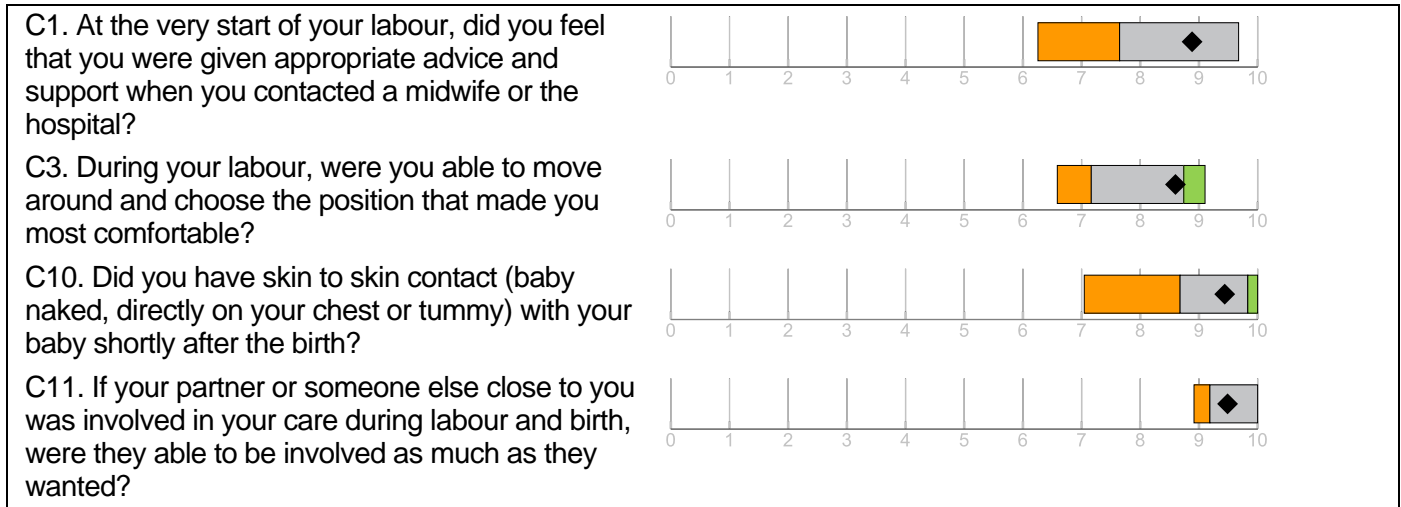 C1. At the very start of your labour, did you feel
that you were given appropriate advice and
support when you contacted a midwife or the
hospital?
0 1 2 3 4 5 6 7 8 9 10
C3. During your labour, were you able to move
around and choose the position that made you
most comfortable?
0 1 2 3 4 5 6 7 8 9 10
C10. Did you have skin to skin contact (baby
naked, directly on your chest or tummy) with your
baby shortly after the birth?
0 1 2 3 4 5 6 7 8 9 10
C11. If your partner or someone else close to you
was involved in your care during labour and birth,
were they able to be involved as much as they
wanted?
0 1 2 3 4 5 6 7 8 9 10